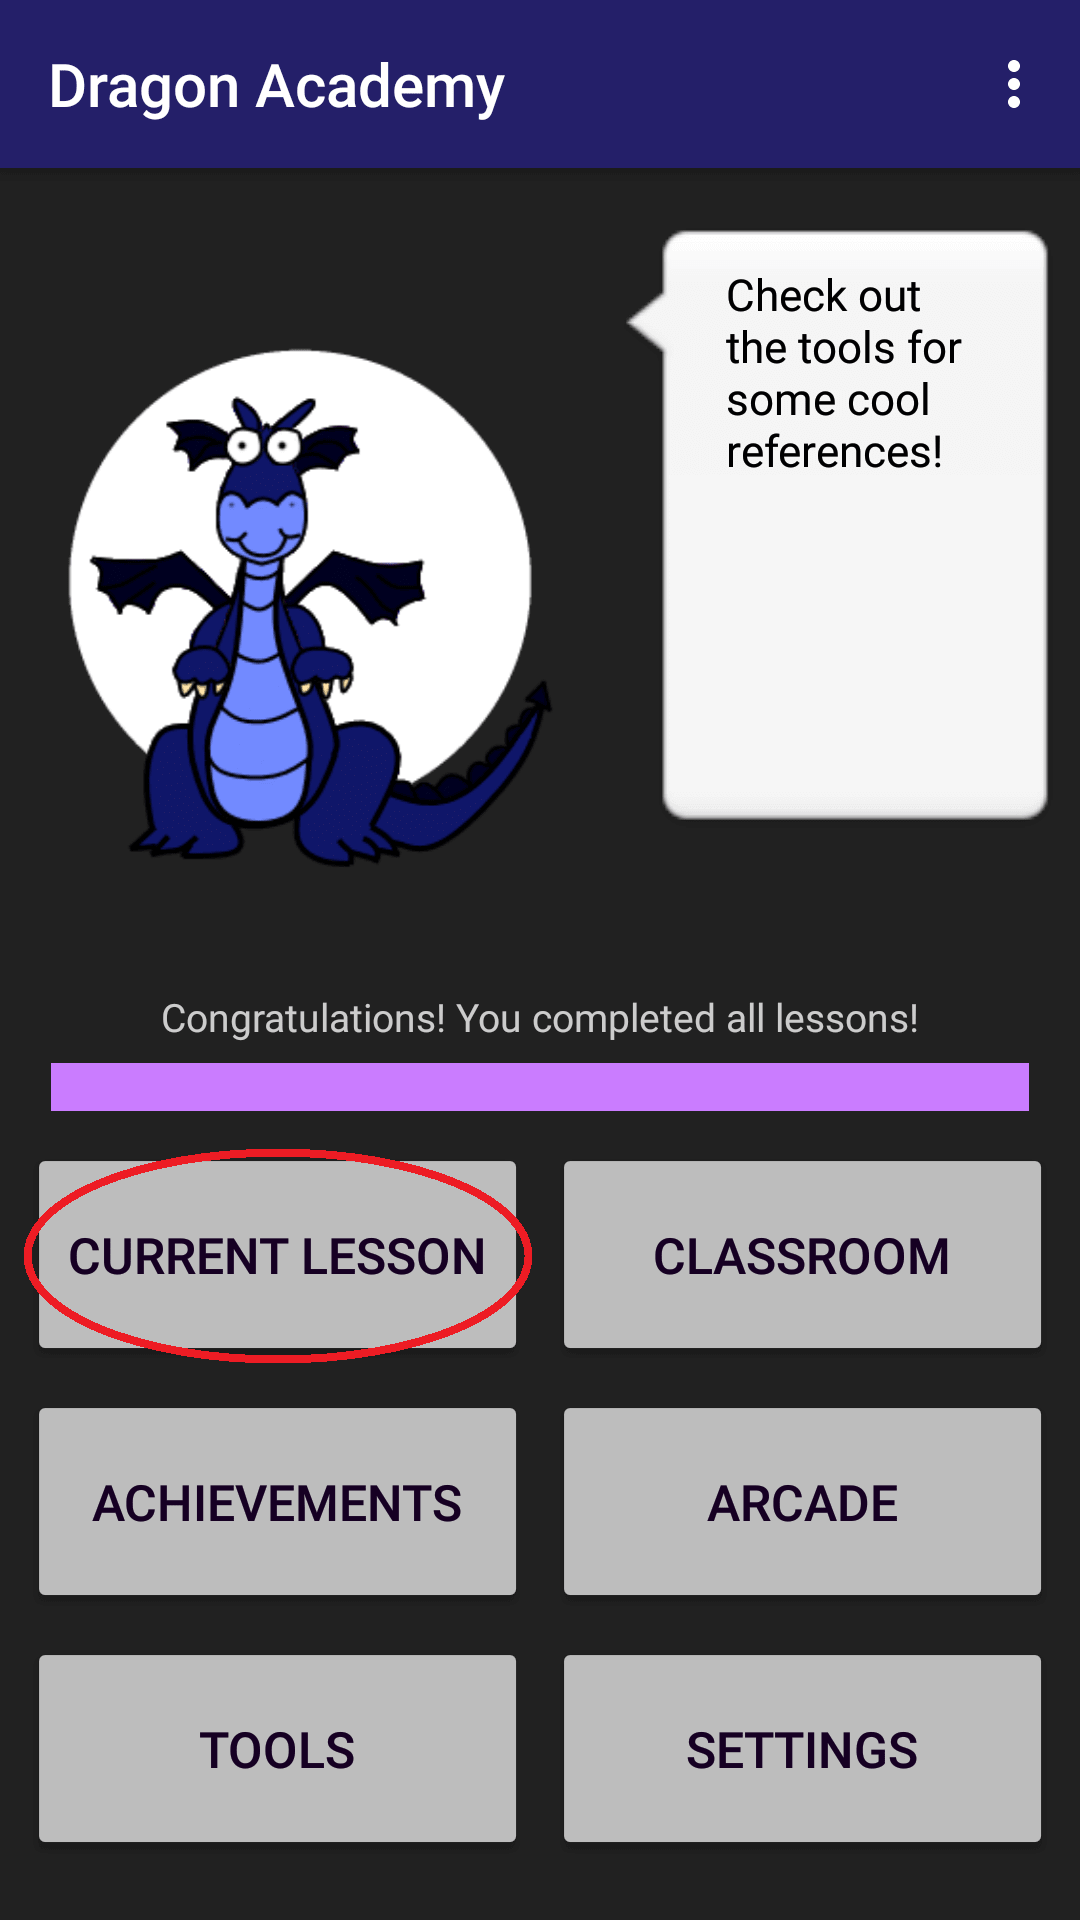 Dragon Academy
Check out
the tools for
some cool
references!
Congratulations! You completed all lessons!
CURRENT LESSON
CLASSROOM
ACHIEVEMENTS
ARCADE
TOOLS
SETTINGS